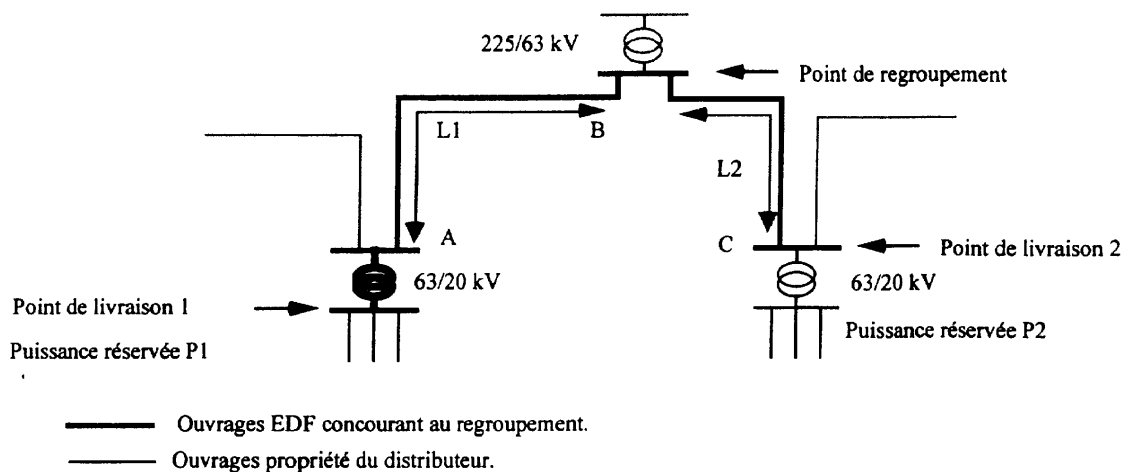 225/63 kV
Point de regroupement
L1
B
L2
A
C
Point de livraison 2
63/20 kV
63/20 kV
Point de livraison 1
Puissance réservée P2
Puissance réservée P1
Ouvrages EDF concourant au regroupement.
Ouvrages propriété du distributeur.